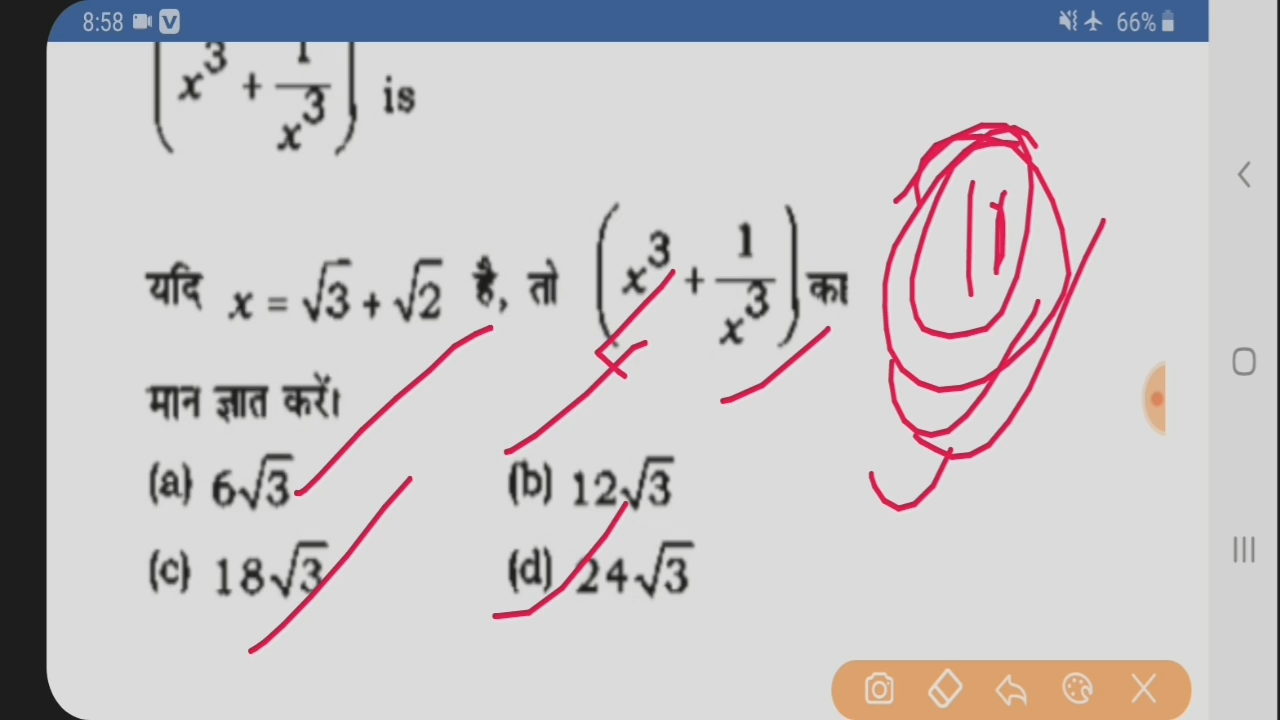 8:58 V 66%
(x³ + 1/x³) is
यदि x = √3 + √2 है, तो (x³ + 1/x³) का
मान ज्ञात करें।
(a) 6√3 (b) 12√3
(c) 18√3 (d) 24√3
11